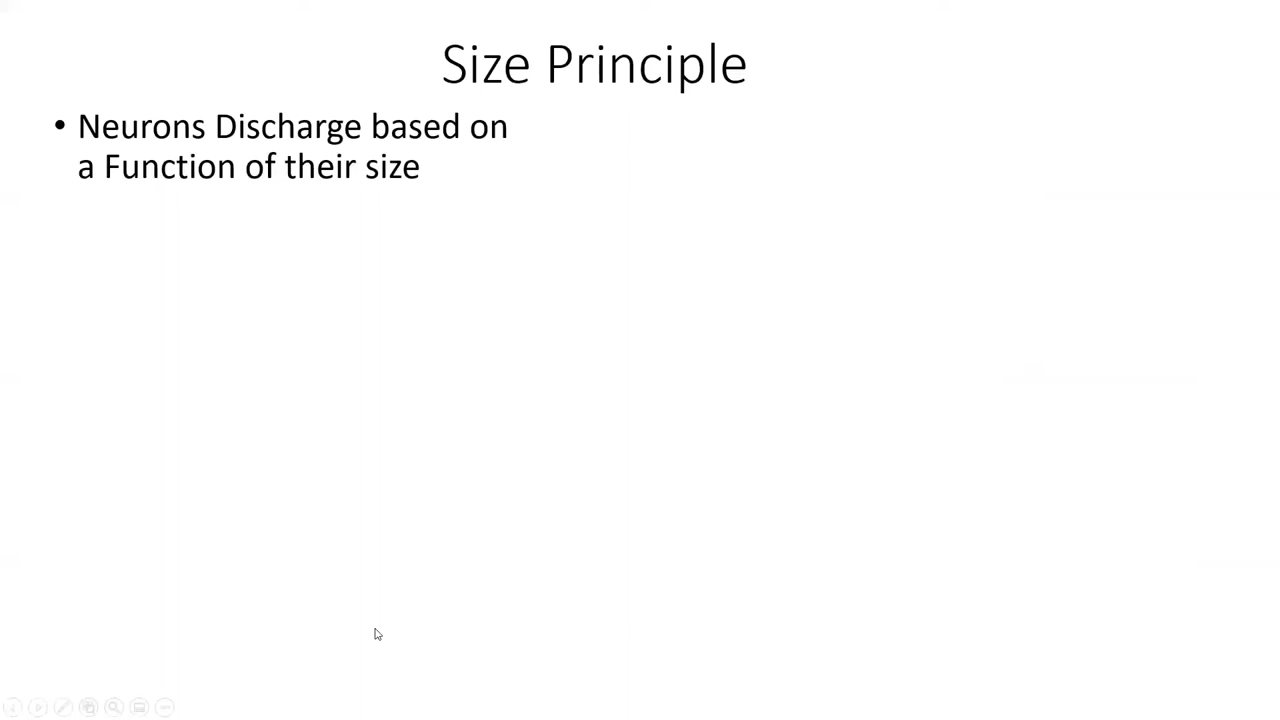 Size Principle
• Neurons Discharge based on
a Function of their size